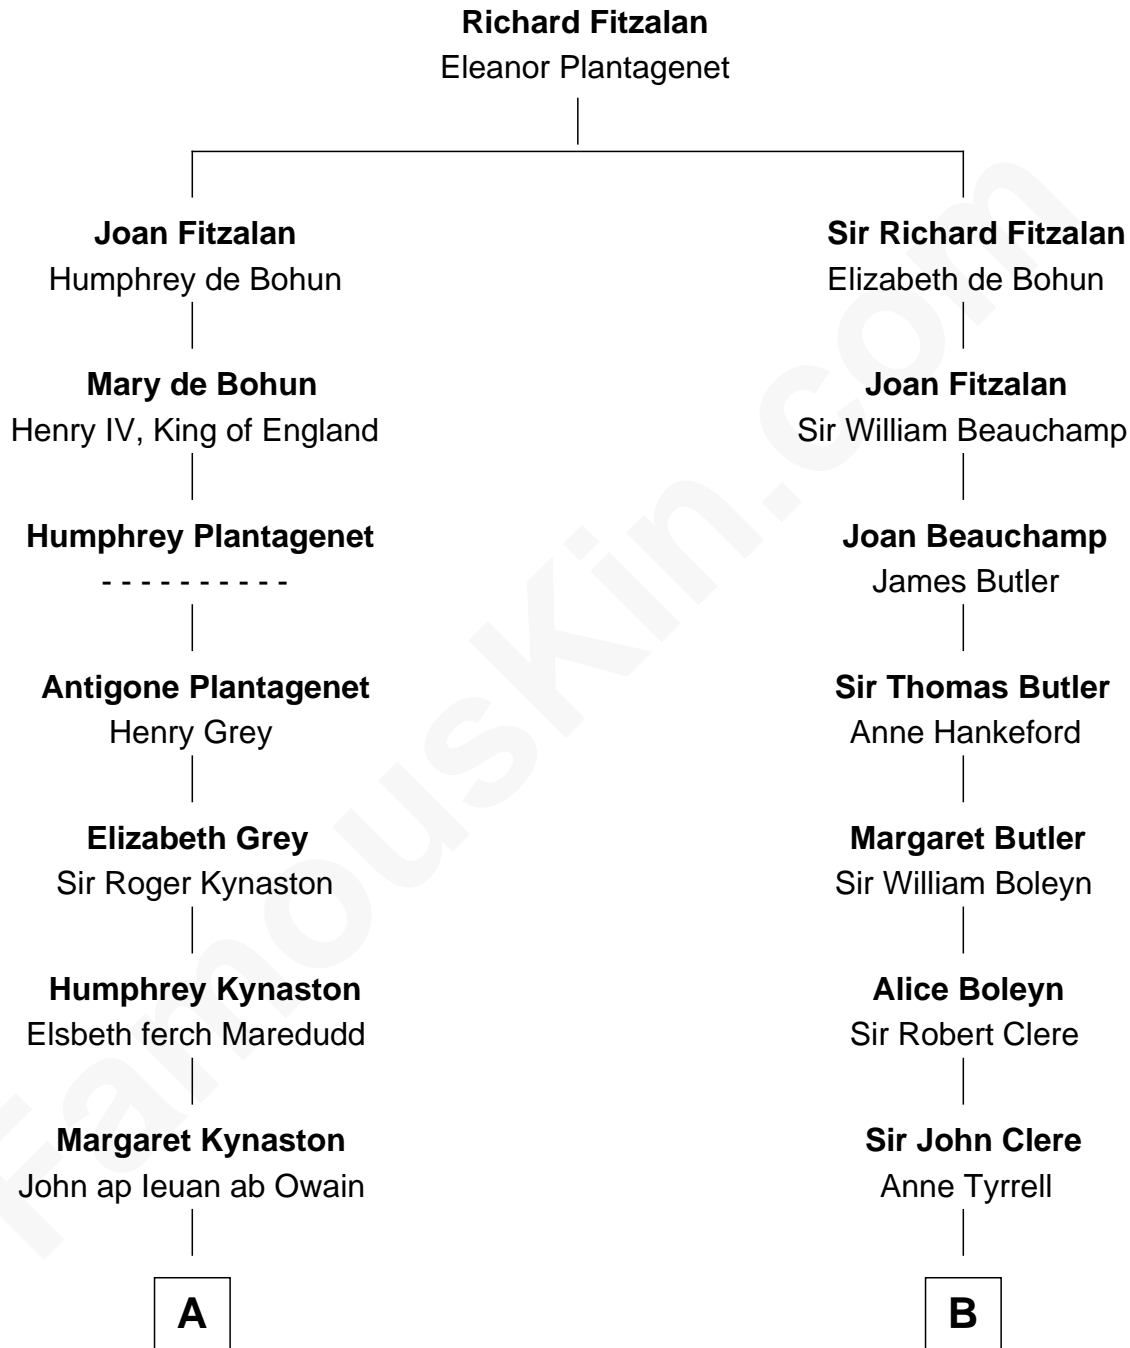 Richard Fitzalan
Eleanor Plantagenet
Joan Fitzalan
Humphrey de Bohun
Sir Richard Fitzalan
Elizabeth de Bohun
Mary de Bohun
Henry IV, King of England
Joan Fitzalan
Sir William Beauchamp
Humphrey Plantagenet
- - - - - - - - - -
Joan Beauchamp
James Butler
Antigone Plantagenet
Henry Grey
Sir Thomas Butler
Anne Hankeford
Elizabeth Grey
Sir Roger Kynaston
Margaret Butler
Sir William Boleyn
Humphrey Kynaston
Elsbeth ferch Maredudd
Alice Boleyn
Sir Robert Clere
Margaret Kynaston
John ap Ieuan ab Owain
Sir John Clere
Anne Tyrrell
A
B
FamousKin.com